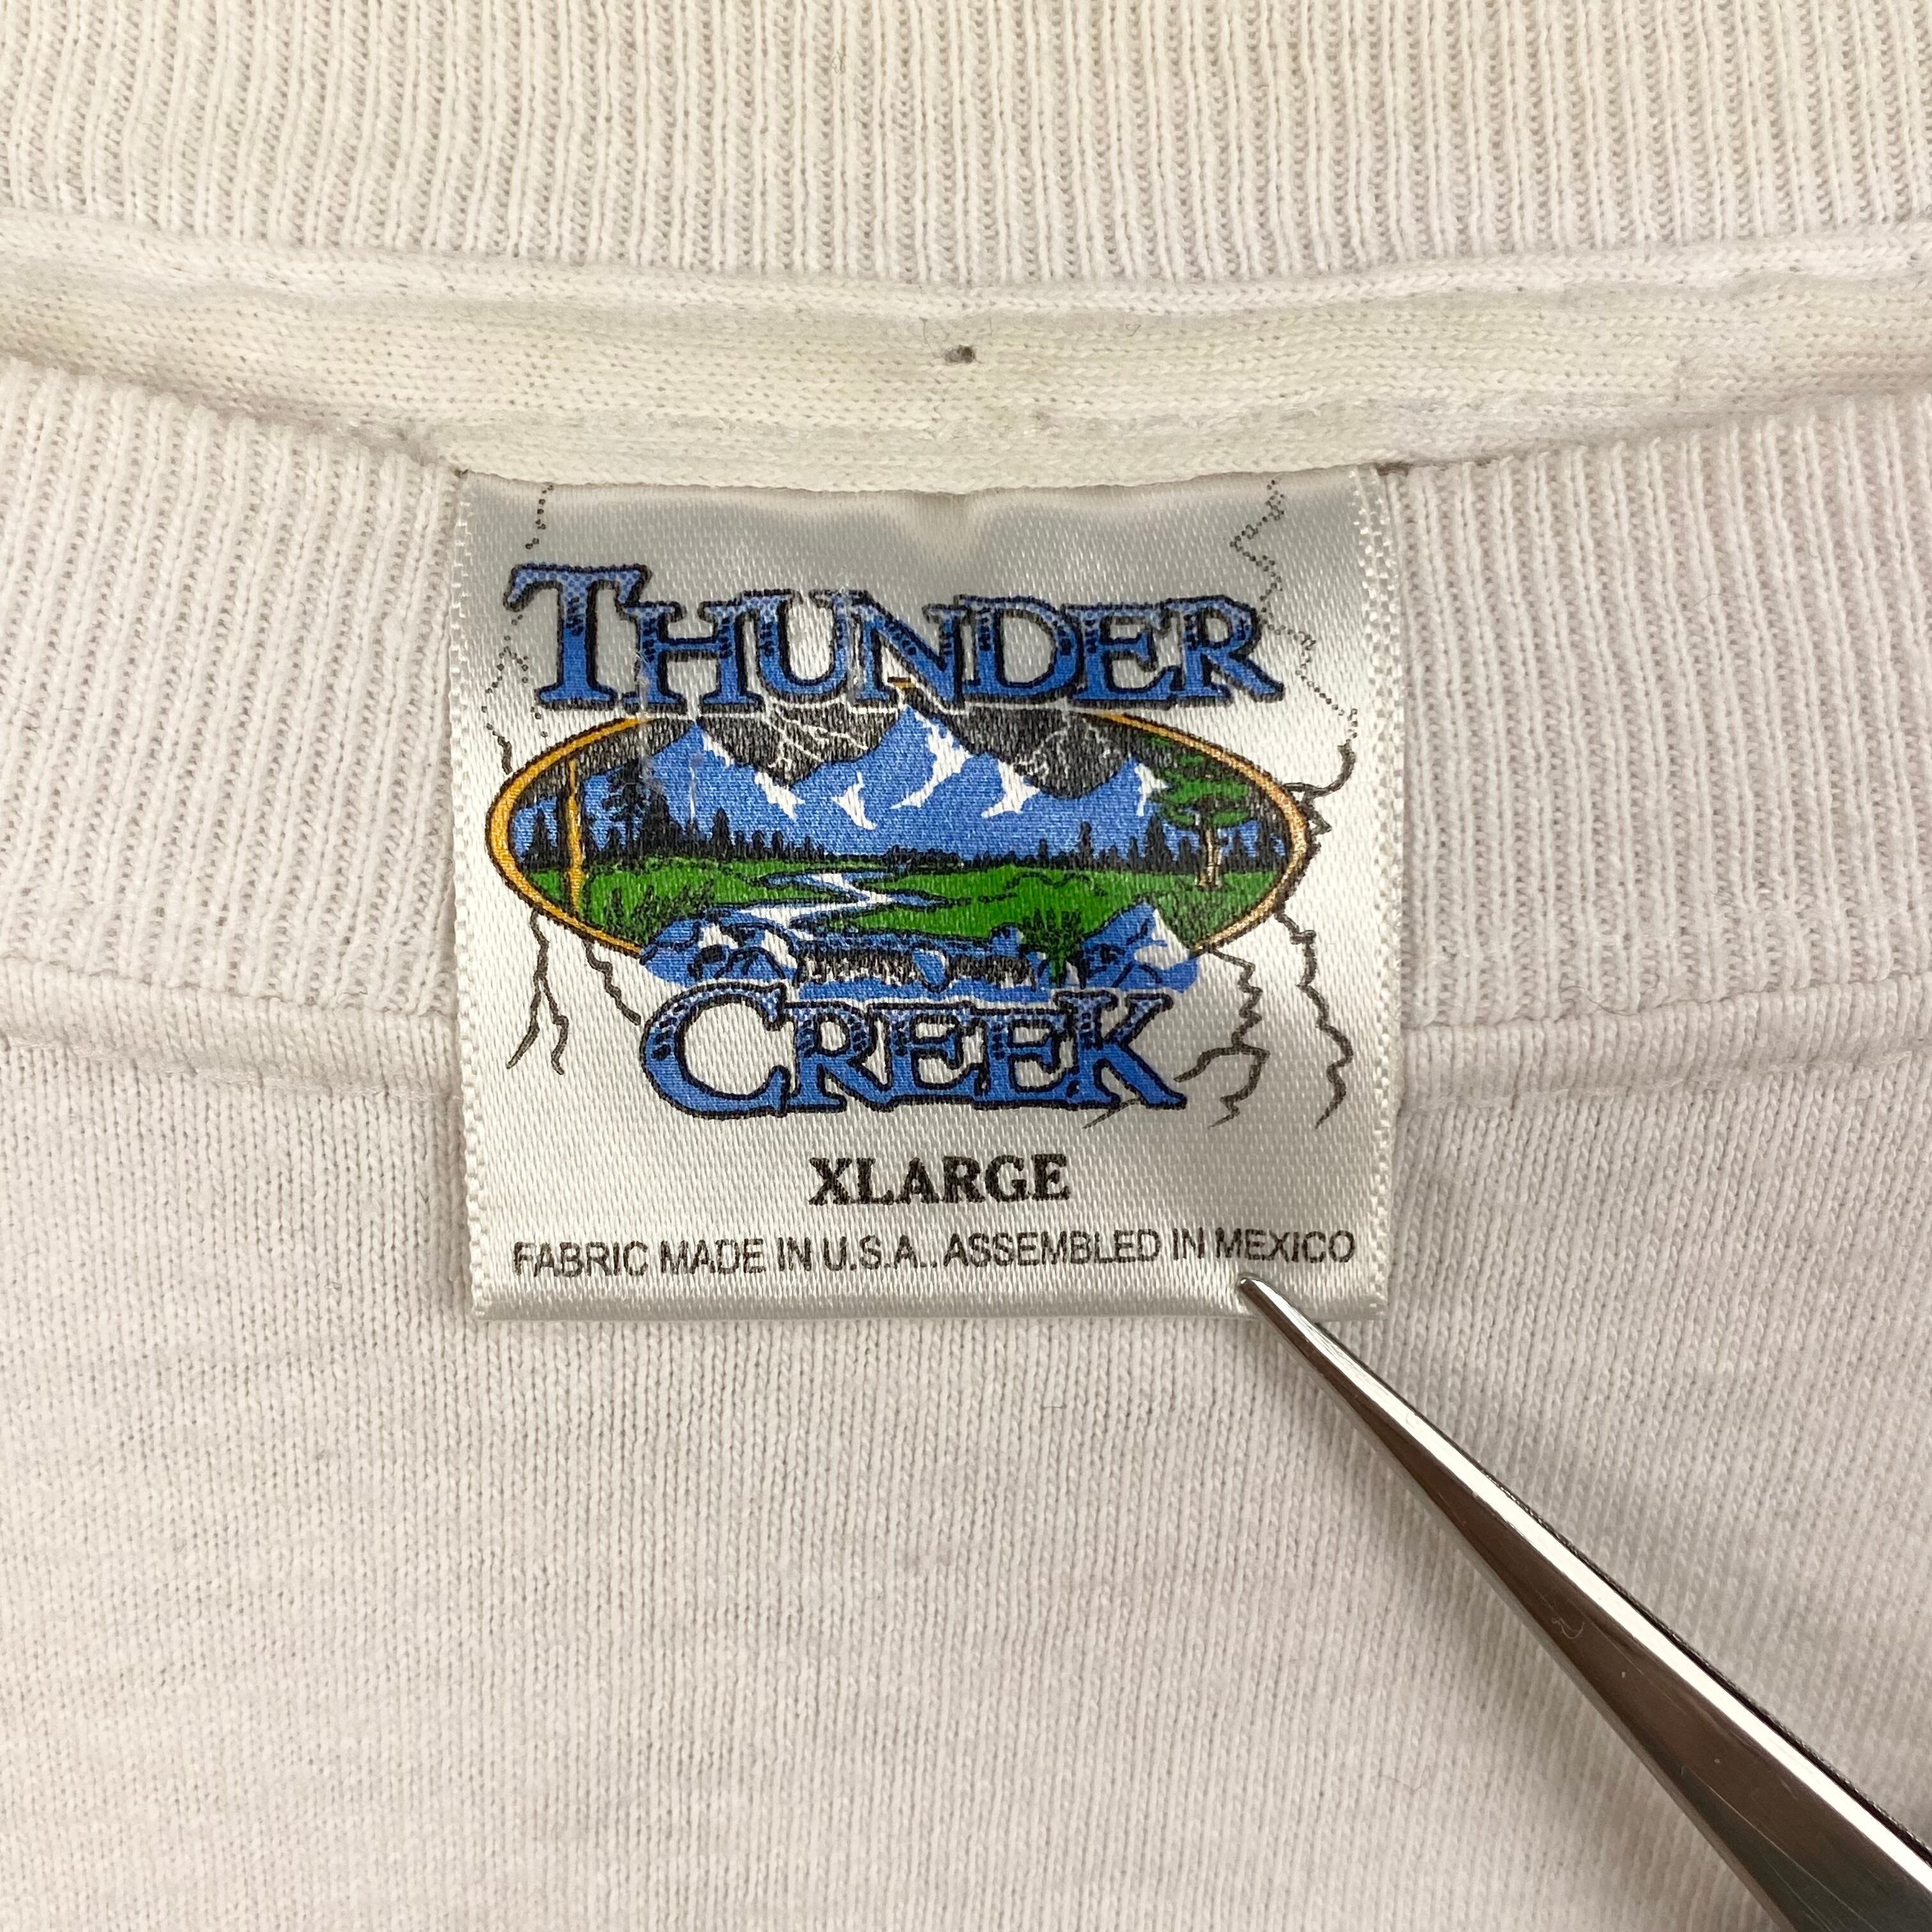 THUNDER
CREEK
XLARGE
FABRIC MADE IN U.S.A.. ASSEMBLED IN MEXICO